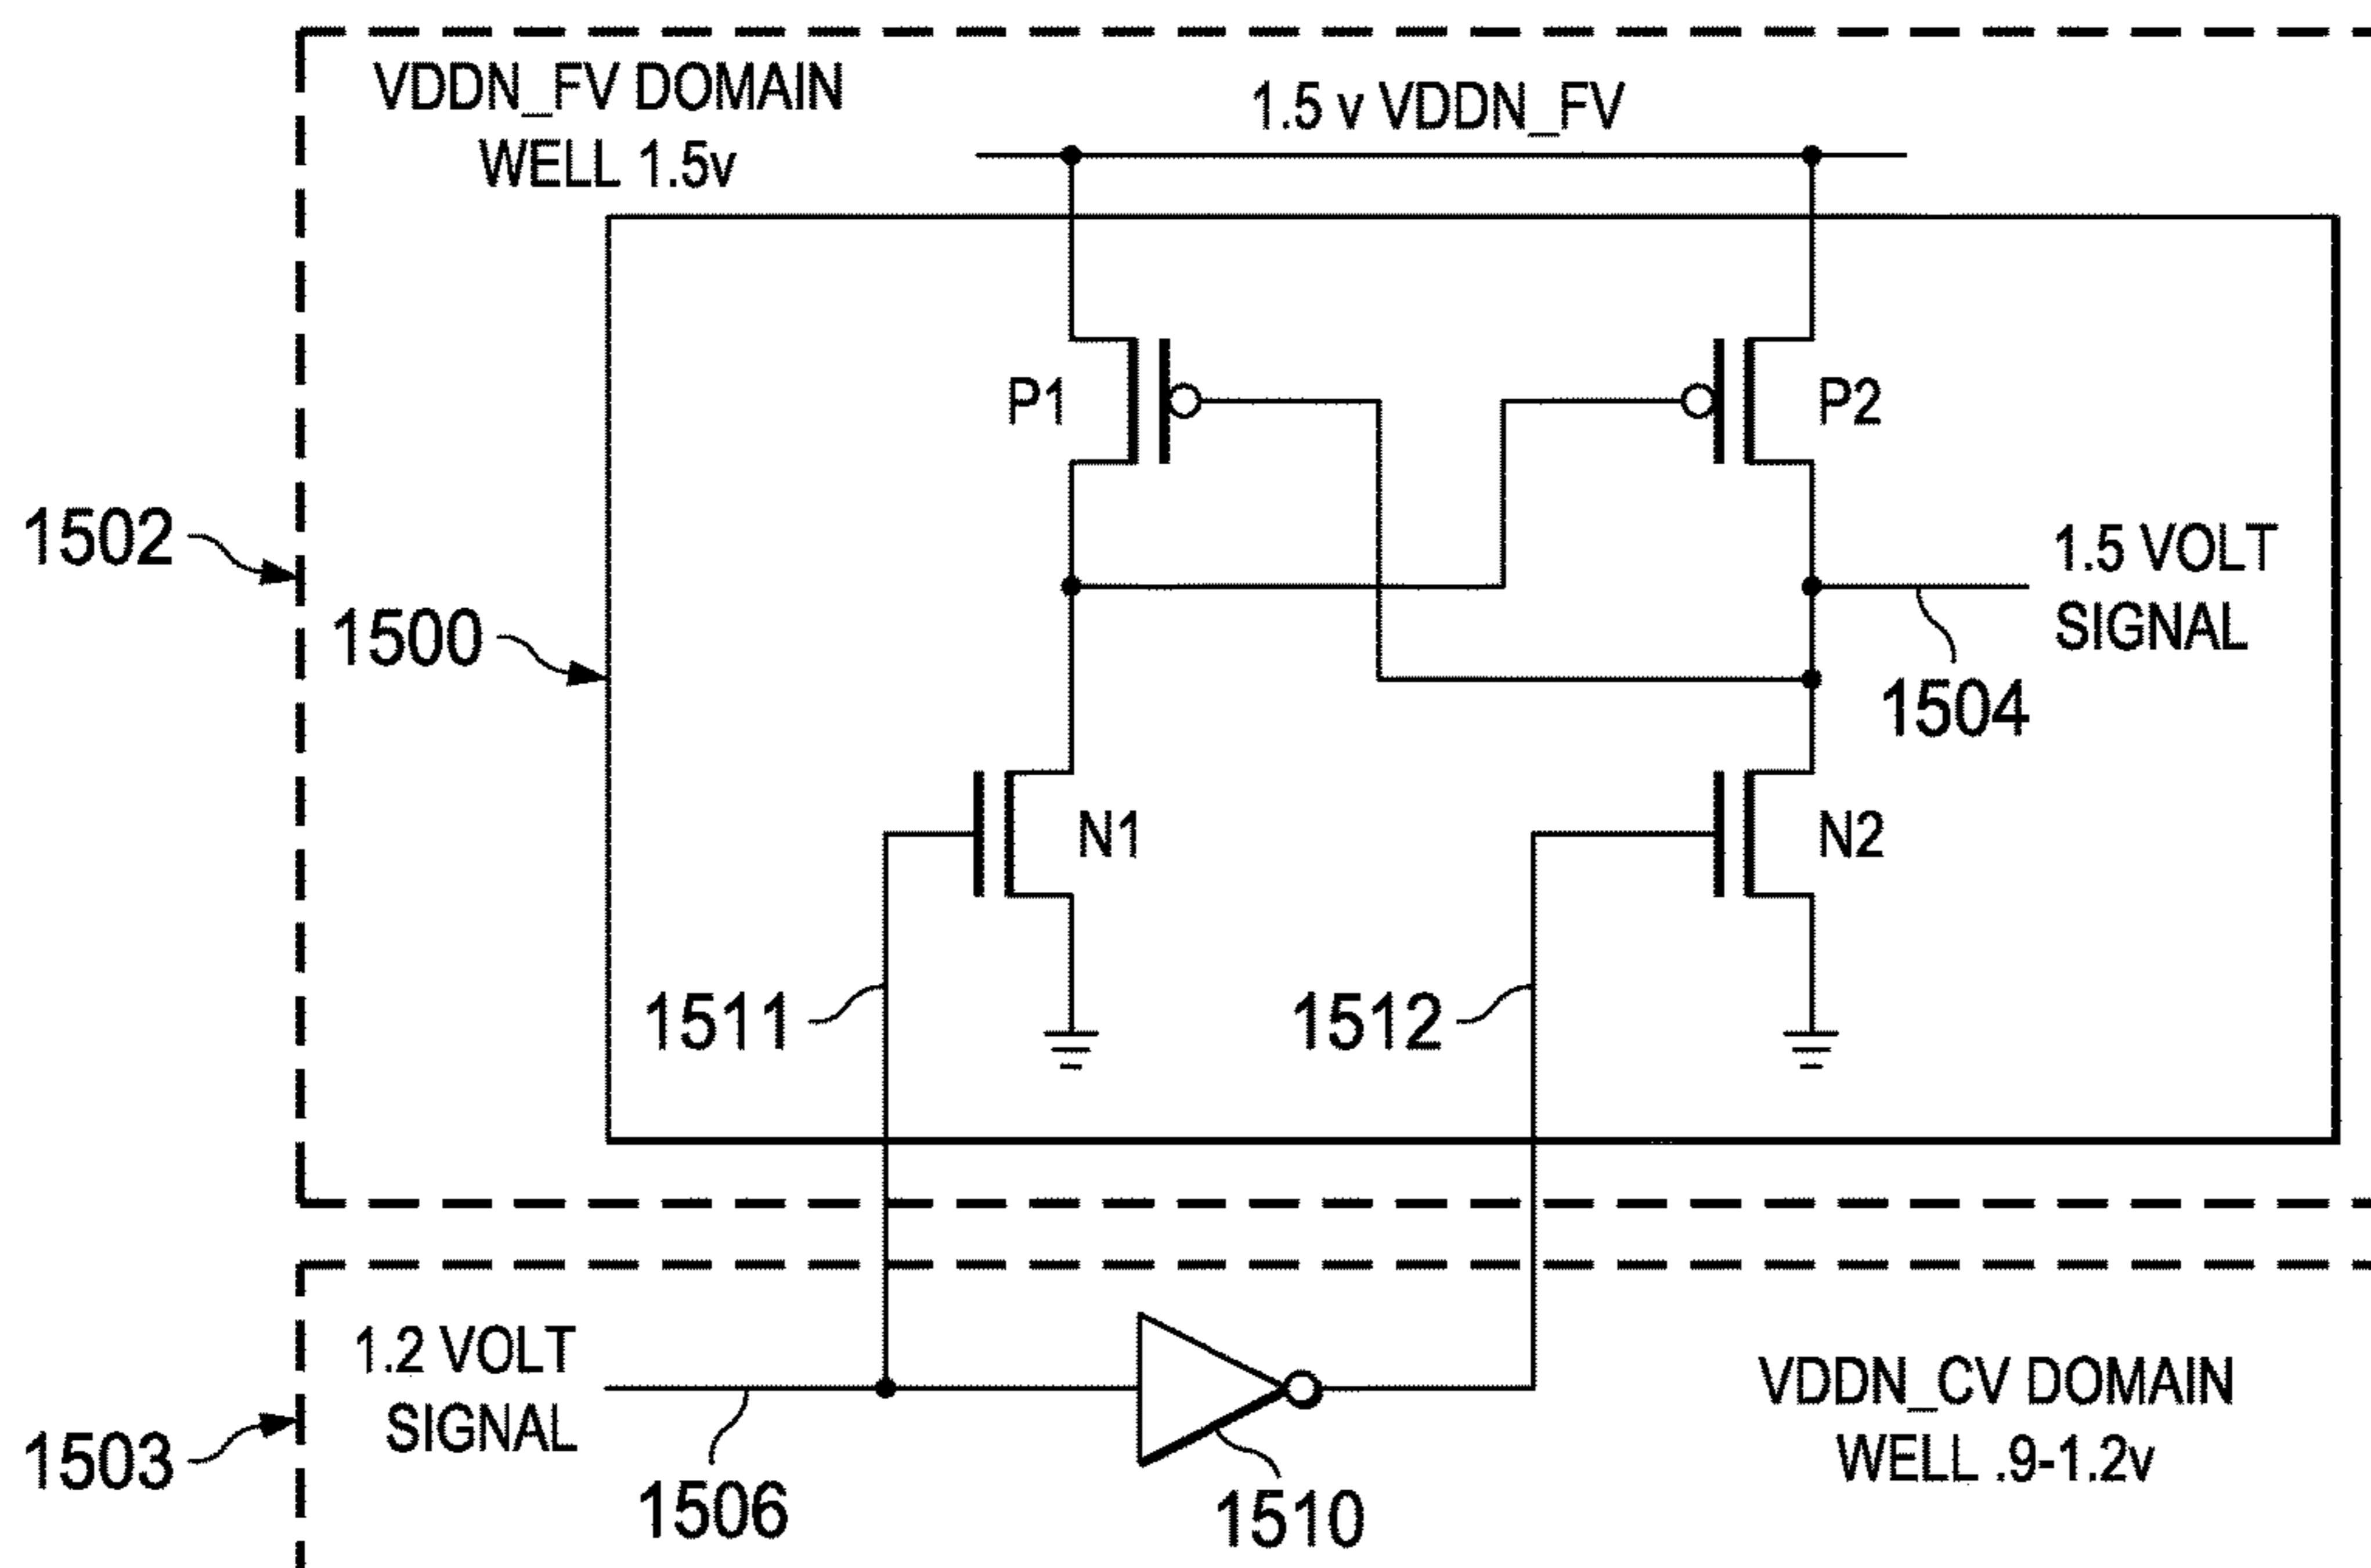 VDDN_FV DOMAIN
WELL 1.5v
1.5 v VDDN_FV
P1
P2
1502
1500
1.5 VOLT
SIGNAL
1504
N1
N2
1511
1512
1.2 VOLT
SIGNAL
VDDN_CV DOMAIN
WELL .9-1.2v
1503
1506
1510